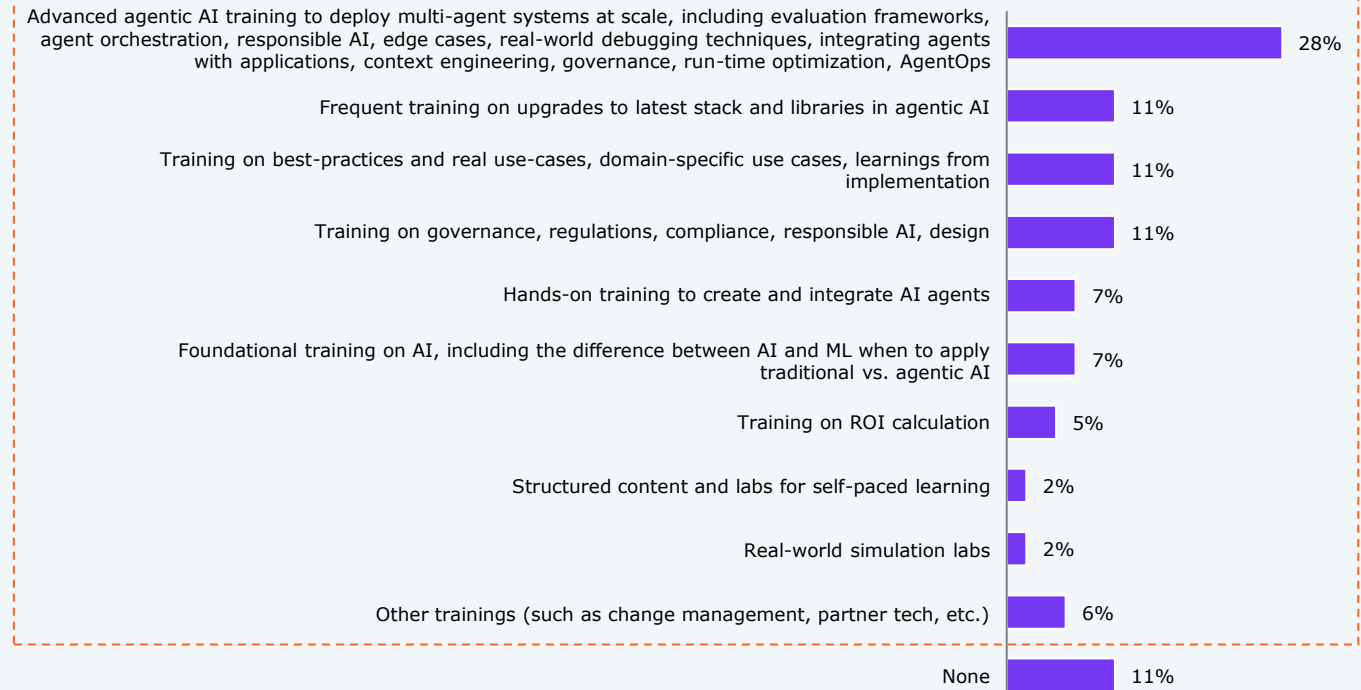 Advanced agentic AI training to deploy multi-agent systems at scale, including evaluation frameworks,
agent orchestration, responsible AI, edge cases, real-world debugging techniques, integrating agents
with applications, context engineering, governance, run-time optimization, AgentOps
28%
Frequent training on upgrades to latest stack and libraries in agentic AI
11%
Training on best-practices and real use-cases, domain-specific use cases, learnings from
implementation
11%
Training on governance, regulations, compliance, responsible AI, design
11%
Hands-on training to create and integrate AI agents
7%
Foundational training on AI, including the difference between AI and ML when to apply
traditional vs. agentic AI
7%
Training on ROI calculation
5%
Structured content and labs for self-paced learning
2%
Real-world simulation labs
2%
Other trainings (such as change management, partner tech, etc.)
6%
None
11%